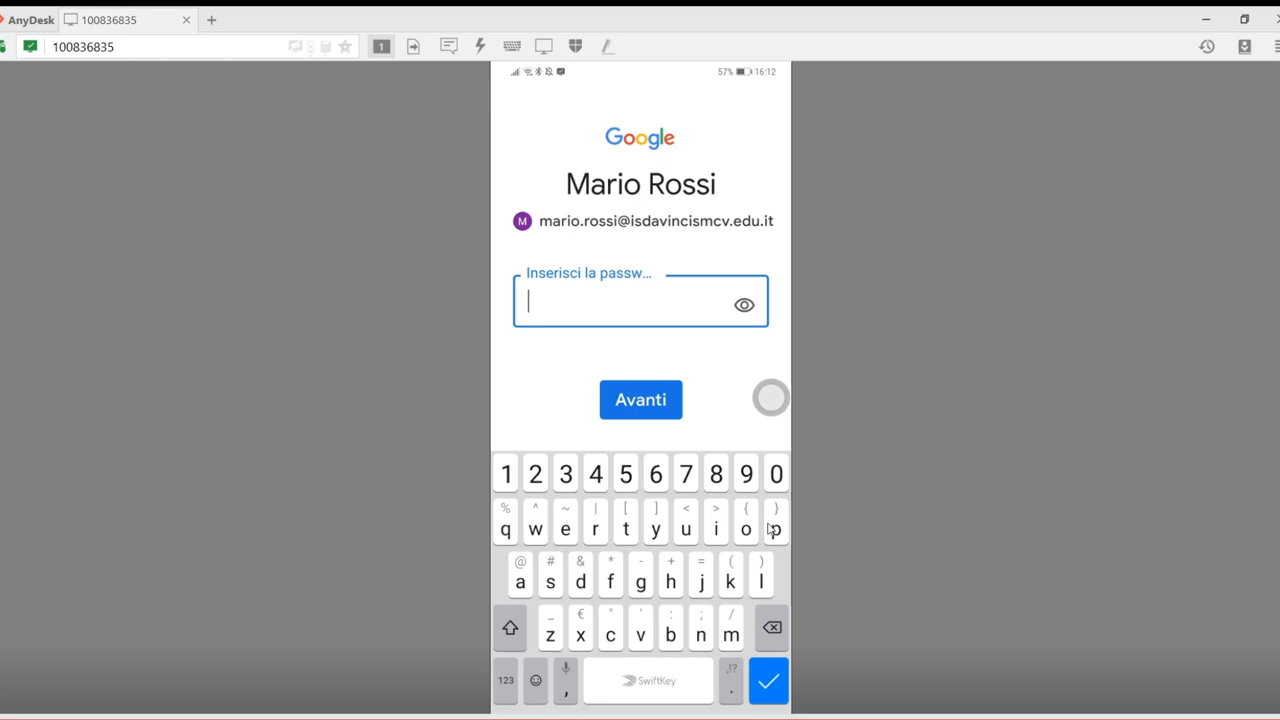 AnyDesk 100836835
100836835 1
57% 16:12
Google
Mario Rossi
M mario.rossi@isdavincismcv.edu.it
Inserisci la passw...
Avanti
1 2 3 4 5 6 7 8 9 0
% ^ ~ | [ ] < > { }
q w e r t y u i o p
@ # & * - + = ( )
a s d f g h j k l
_ € " ' : ; /
z x c v b n m
,!?
123 , SwiftKey .